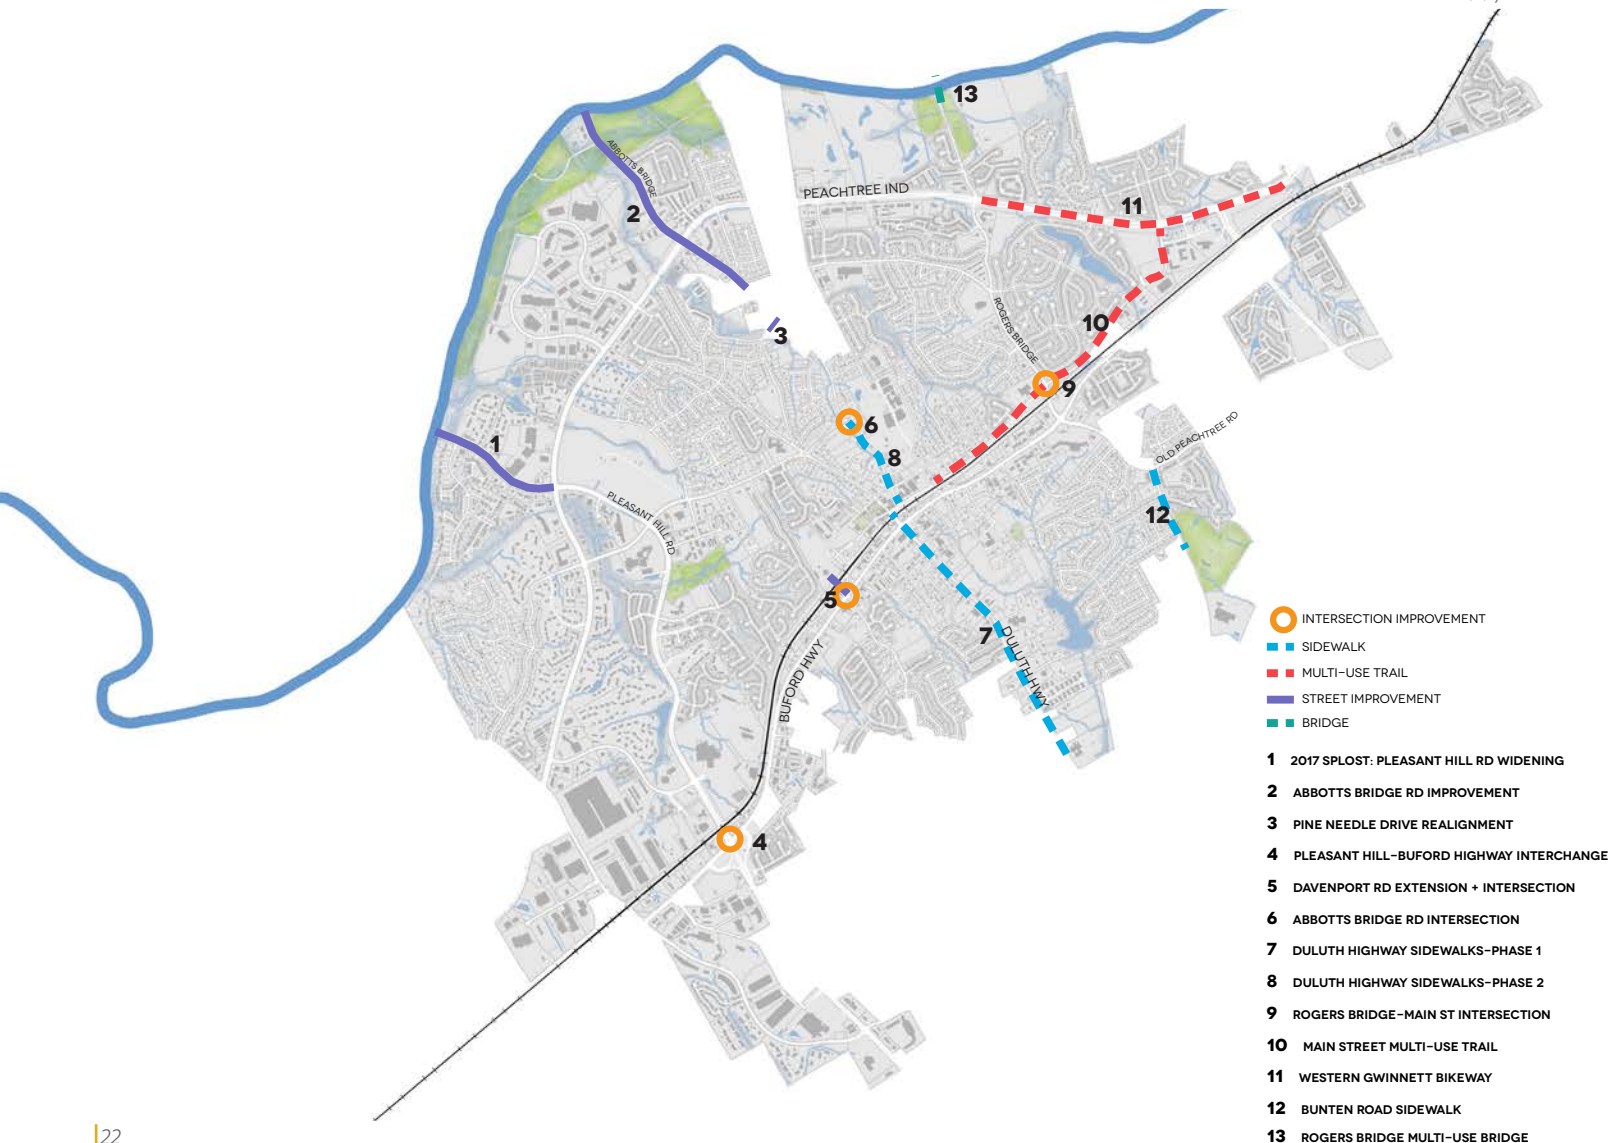 13
ABBOTTS BRIDGE
PEACHTREE IND
2
11
ROGERS BRIDGE
10
3
9
6
OLD PEACHTREE RD
1
8
PLEASANT HILL RD
12
5
7
DULUTH HWY
BUFORD HWY
4
INTERSECTION IMPROVEMENT
SIDEWALK
MULTI-USE TRAIL
STREET IMPROVEMENT
BRIDGE
1 2017 SPLOST: PLEASANT HILL RD WIDENING
2 ABBOTTS BRIDGE RD IMPROVEMENT
3 PINE NEEDLE DRIVE REALIGNMENT
4 PLEASANT HILL-BUFORD HIGHWAY INTERCHANGE
5 DAVENPORT RD EXTENSION + INTERSECTION
6 ABBOTTS BRIDGE RD INTERSECTION
7 DULUTH HIGHWAY SIDEWALKS-PHASE 1
8 DULUTH HIGHWAY SIDEWALKS-PHASE 2
9 ROGERS BRIDGE-MAIN ST INTERSECTION
10 MAIN STREET MULTI-USE TRAIL
11 WESTERN GWINNETT BIKEWAY
12 BUNTEN ROAD SIDEWALK
13 ROGERS BRIDGE MULTI-USE BRIDGE
22